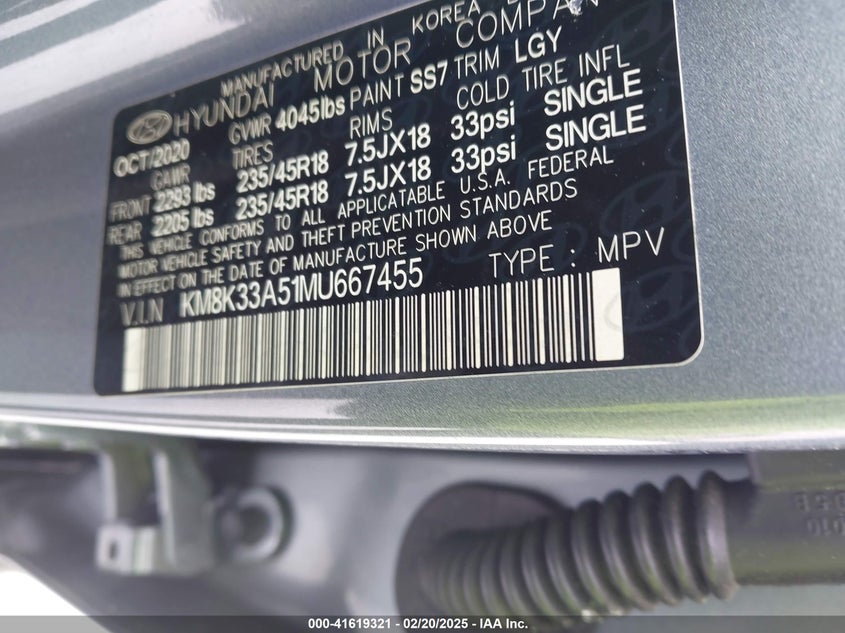 MANUFACTURED IN KOREA
HYUNDAI MOTOR COMPAN
OCT/2020 GVWR 4045lbs PAINT SS7 TRIM LGY
GAWR TIRES RIMS COLD TIRE INFL
FRONT 2293 lbs 235/45R18 7.5JX18 33psi SINGLE
REAR 2205 lbs 235/45R18 7.5JX18 33psi SINGLE
THIS VEHICLE CONFORMS TO ALL APPLICATABLE U.S.A. FEDERAL
MOTOR VEHICLE SAFETY AND THEFT PREVENTION STANDARDS
IN EFFECT ON THE DATE OF MANUFACTURE SHOWN ABOVE
V.I.N KM8K33A51MU667455 TYPE : MPV
000-41619321 / 02/20/2025 - IAA Inc.